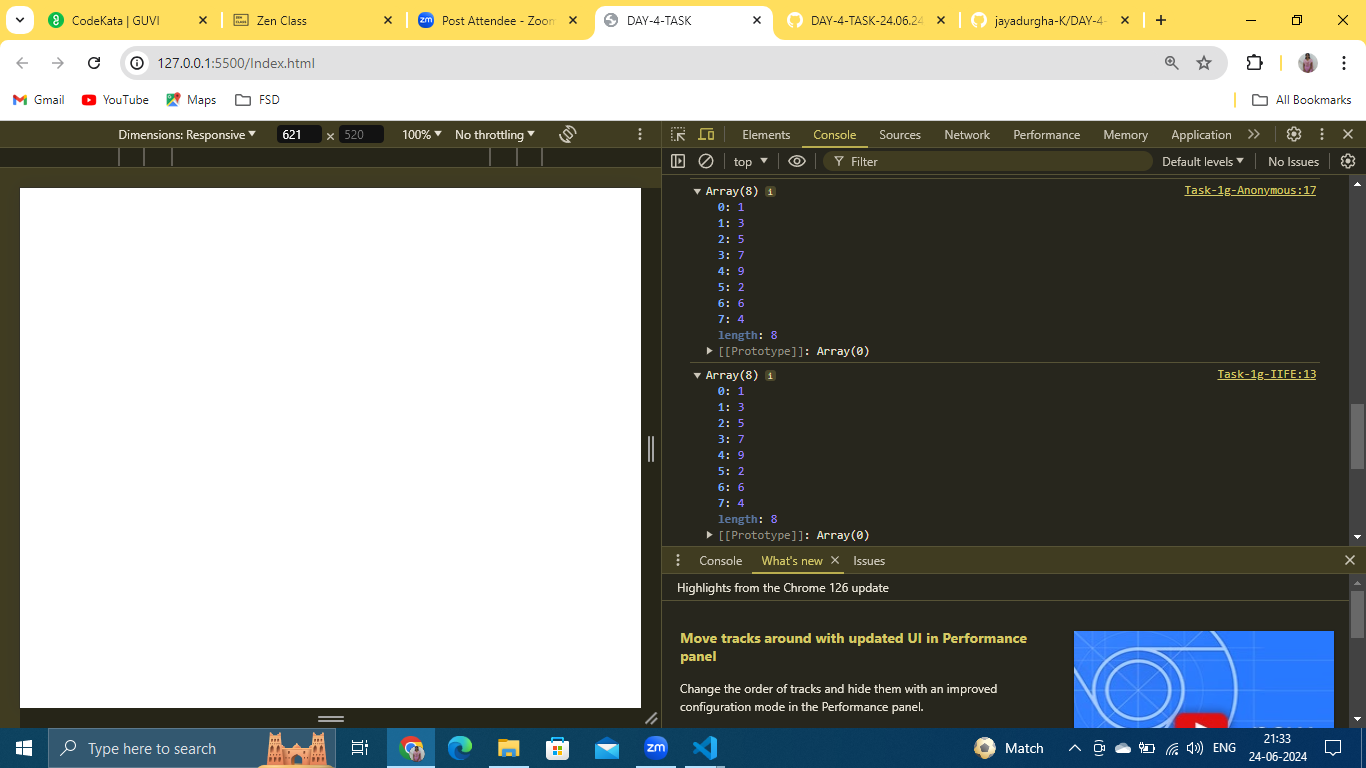 CodeKata | GUVI
Zen Class
Post Attendee - Zoom
DAY-4-TASK
DAY-4-TASK-24.06.24
jayadurgha-K/DAY-4-
127.0.0.1:5500/Index.html
Gmail
YouTube
Maps
FSD
All Bookmarks
Dimensions: Responsive
621 × 520
100%
No throttling
Elements
Console
Sources
Network
Performance
Memory
Application
top
Filter
Default levels
No Issues
Array(8) i
Task-1g-Anonymous:17
0: 1
1: 3
2: 5
3: 7
4: 9
5: 2
6: 6
7: 4
length: 8
[[Prototype]]: Array(0)
Array(8) i
Task-1g-IIFE:13
0: 1
1: 3
2: 5
3: 7
4: 9
5: 2
6: 6
7: 4
length: 8
[[Prototype]]: Array(0)
Console
What's new
Issues
Highlights from the Chrome 126 update
Move tracks around with updated UI in Performance
panel
Change the order of tracks and hide them with an improved
configuration mode in the Performance panel.
Type here to search
zm
Match
ENG
21:33
24-06-2024